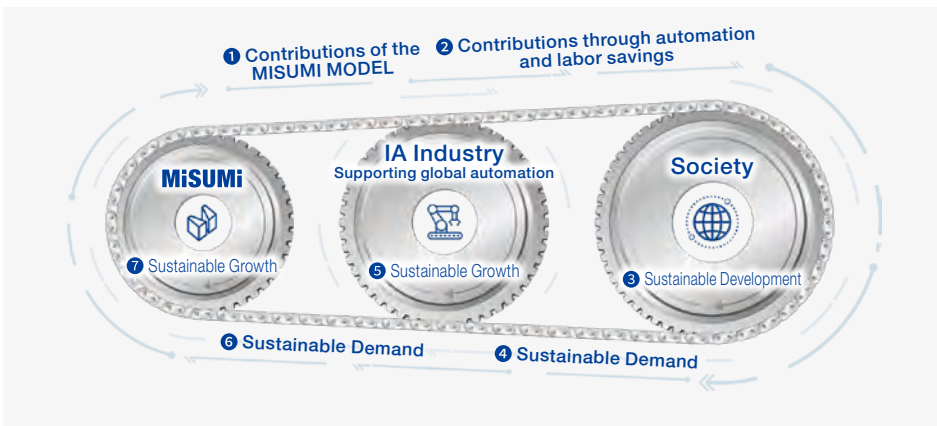 ❶ Contributions of the
MISUMI MODEL
❷ Contributions through automation
and labor savings
MiSUMi
❼ Sustainable Growth
IA Industry
Supporting global automation
❺ Sustainable Growth
Society
❸ Sustainable Development
❻ Sustainable Demand
❹ Sustainable Demand